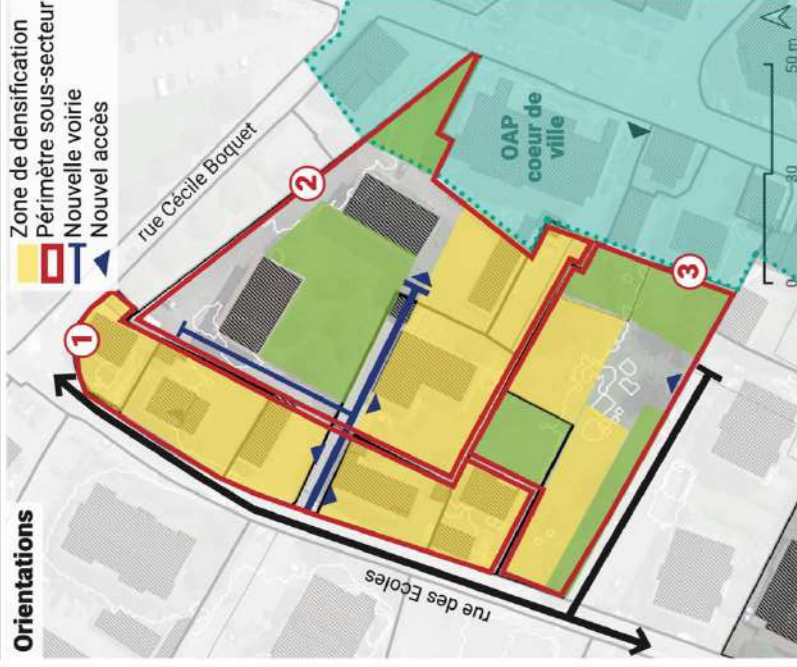 Orientations
Zone de densification
Périmètre sous-secteur
Nouvelle voirie
Nouvel accès
rue Cécile Boquet
1
2
OAP
coeur de
ville
3
rue des Ecoles
0
30
50 m